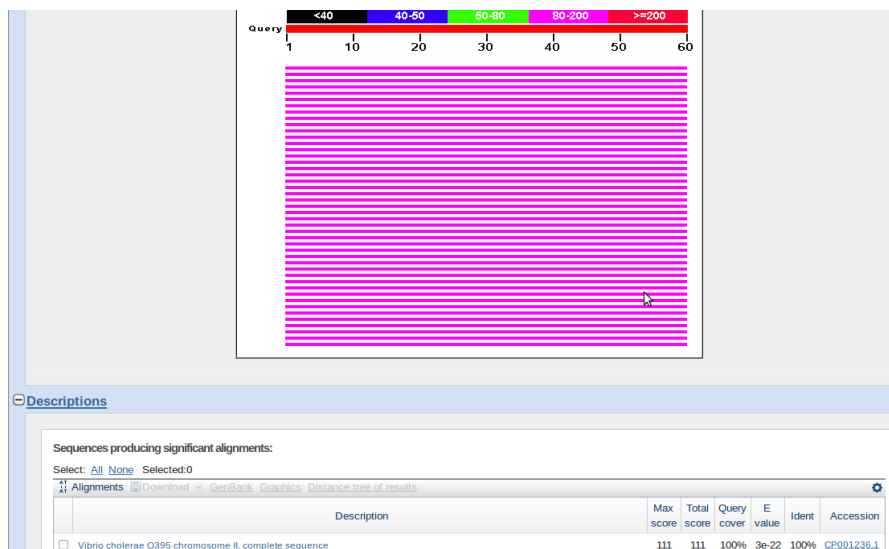 <40 40-50 50-80 80-200 >=200
Query
1 10 20 30 40 50 60
Descriptions
Sequences producing significant alignments:
Select: All None Selected:0
Alignments Download GenBank Graphics Distance tree of results
Description Max score Total score Query cover E value Ident Accession
Vibrio cholerae O395 chromosome II, complete sequence 111 111 100% 3e-22 100% CP001236.1